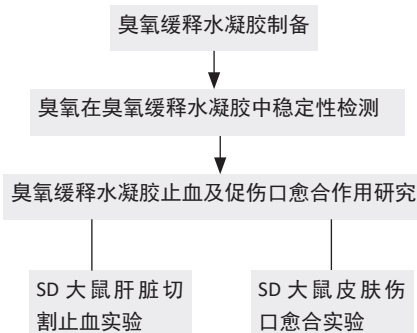 臭氧缓释水凝胶制备
臭氧在臭氧缓释水凝胶中稳定性检测
臭氧缓释水凝胶止血及促伤口愈合作用研究
SD 大鼠肝脏切
割止血实验
SD 大鼠皮肤伤
口愈合实验